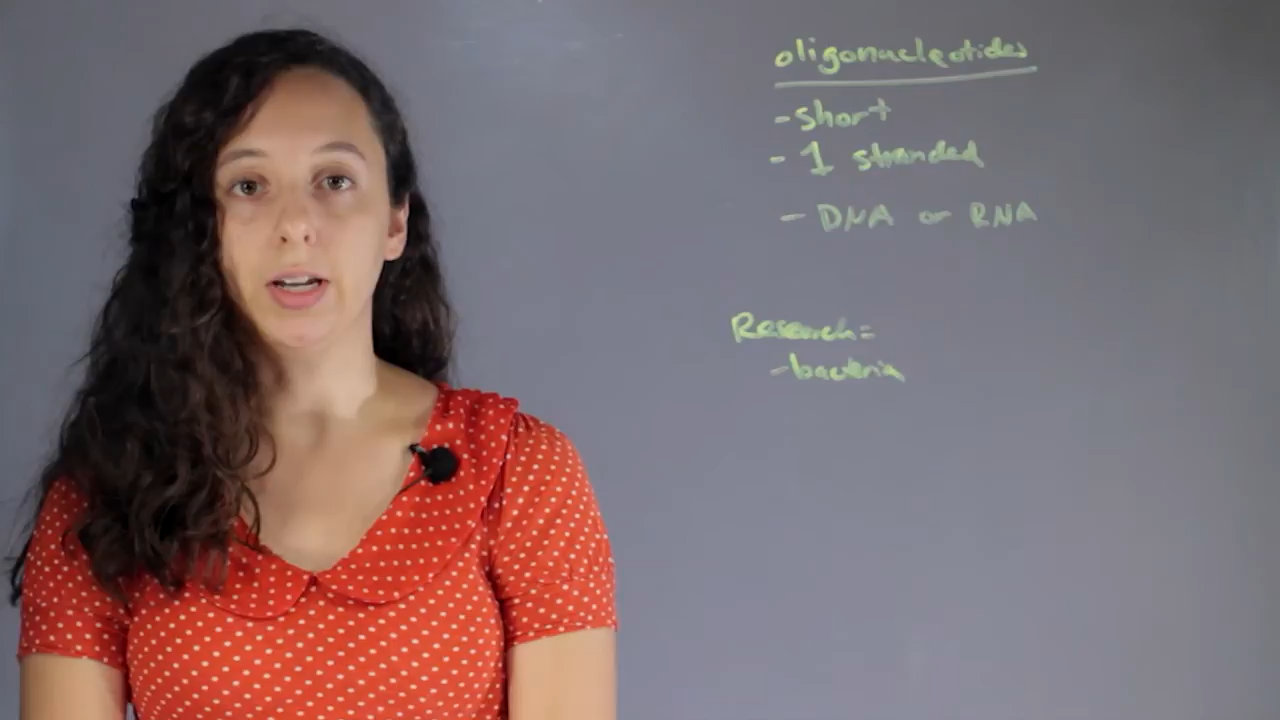 oligonucleotides
- short
- 1 stranded
- DNA or RNA
Research:
- bacteria